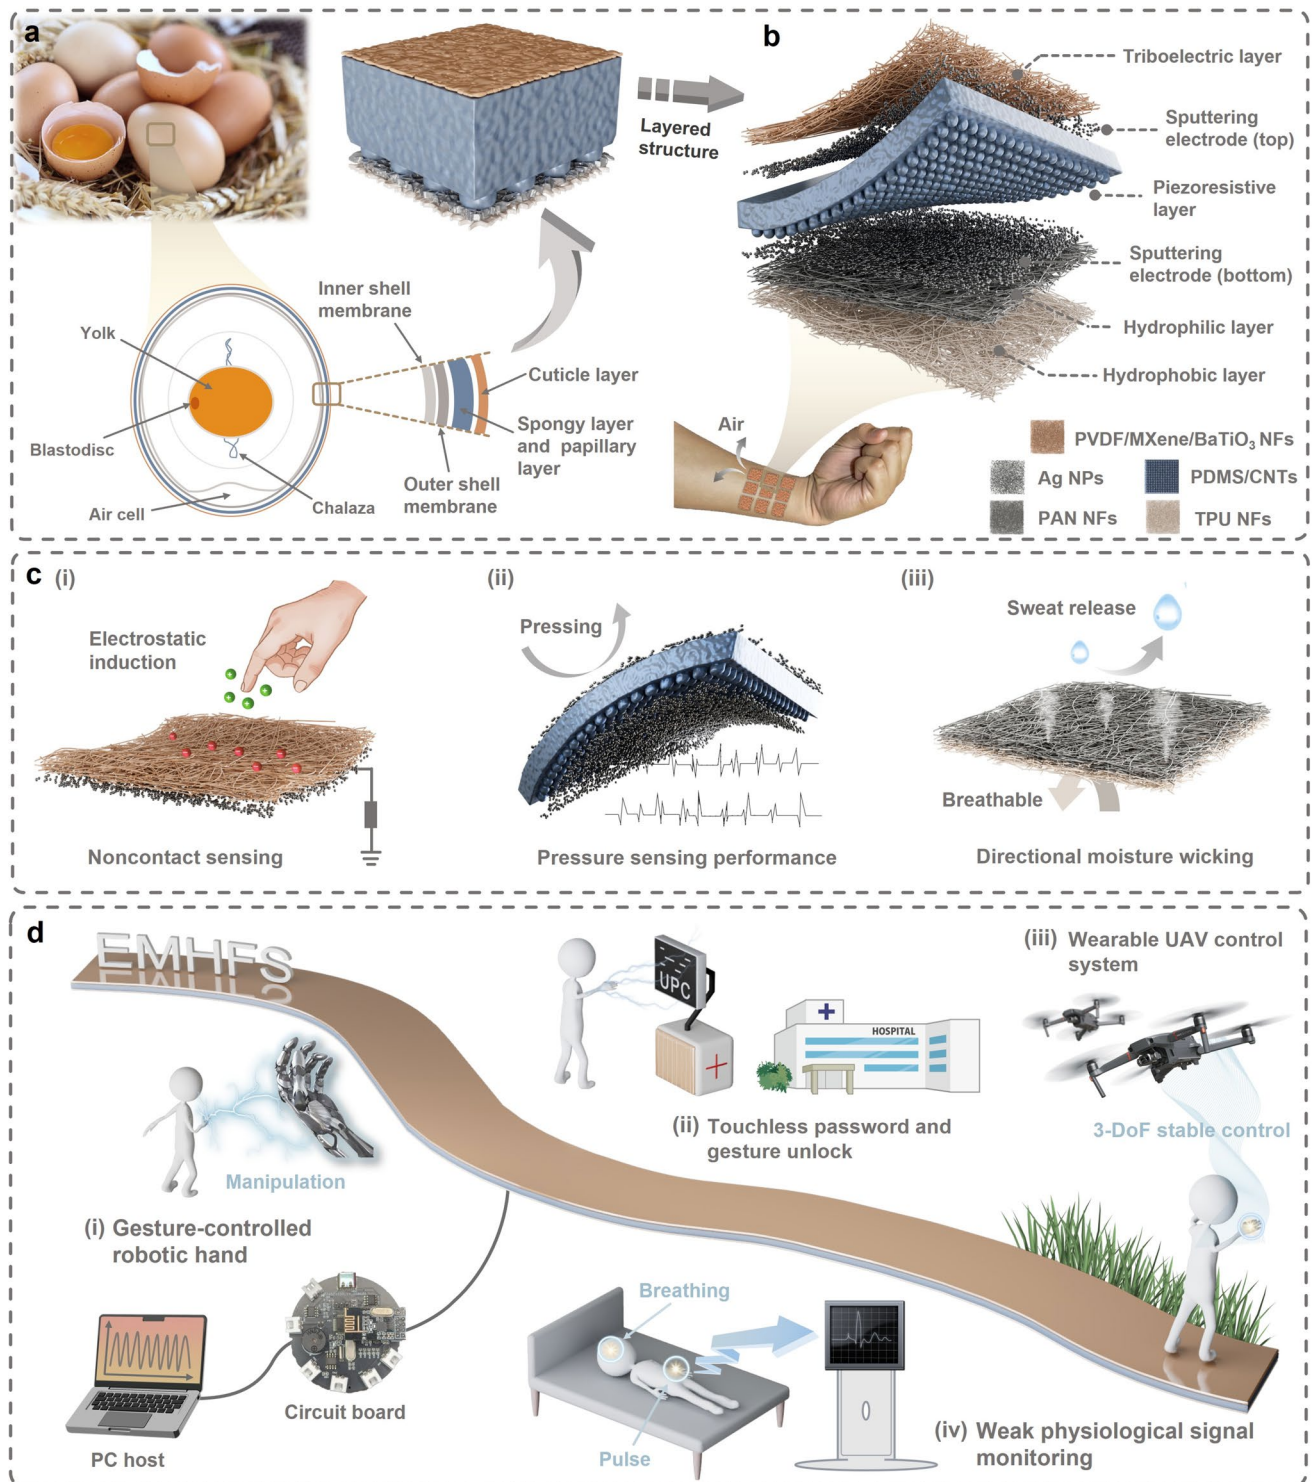 a
Layered
structure
Inner shell
membrane
Yolk
Blastodisc
Air cell
Chalaza
Cuticle layer
Spongy layer
and papillary
layer
Outer shell
membrane
b
Triboelectric layer
Sputtering
electrode (top)
Piezoresistive
layer
Sputtering
electrode (bottom)
Hydrophilic layer
Hydrophobic layer
Air
PVDF/MXene/BaTiO₃ NFs
Ag NPs
PDMS/CNTs
PAN NFs
TPU NFs
c
(i)
Electrostatic
induction
Noncontact sensing
(ii)
Pressing
Pressure sensing performance
(iii)
Sweat release
Breathable
Directional moisture wicking
d
EMHFS
Manipulation
(i) Gesture-controlled
robotic hand
UPC
HOSPITAL
(ii) Touchless password and
gesture unlock
(iii) Wearable UAV control
system
3-DoF stable control
PC host
Circuit board
Breathing
Pulse
(iv) Weak physiological signal
monitoring